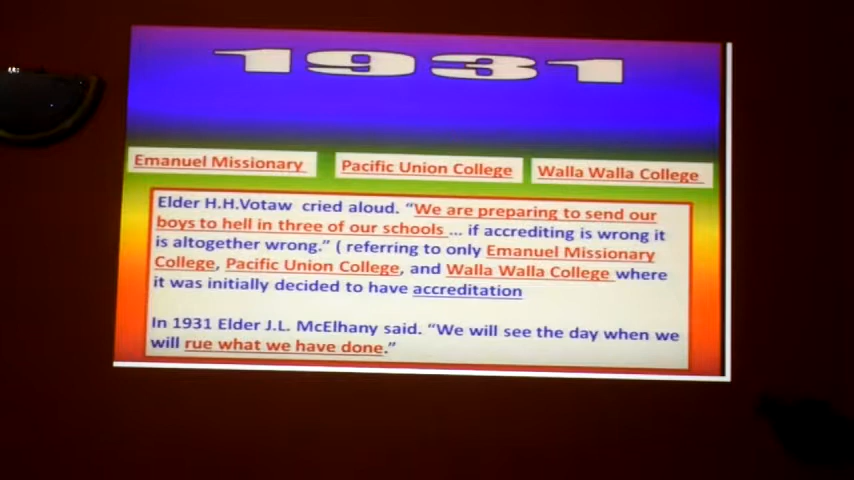 1931
Emanuel Missionary
Pacific Union College
Walla Walla College
Elder H.H.Votaw cried aloud. “We are preparing to send our
boys to hell in three of our schools ... if accrediting is wrong it
is altogether wrong.” ( referring to only Emanuel Missionary
College, Pacific Union College, and Walla Walla College where
it was initially decided to have accreditation
In 1931 Elder J.L. McElhany said. “We will see the day when we
will rue what we have done.”